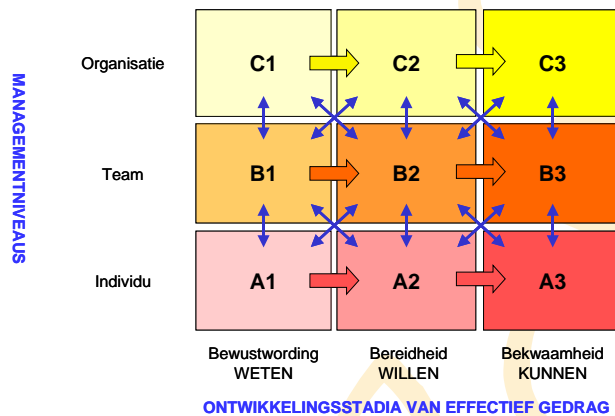 MANAGEMENTNIVEAUS
Organisatie
C1
C2
C3
Team
B1
B2
B3
Individu
A1
A2
A3
Bewustwording
WETEN
Bereidheid
WILLEN
Bekwaamheid
KUNNEN
ONTWIKKELINGSSTADIA VAN EFFECTIEF GEDRAG